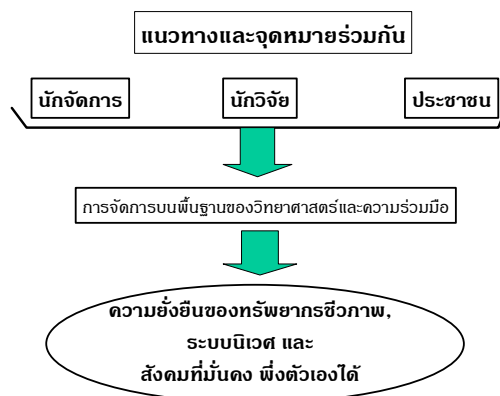 แนวทางและจุดหมายร่วมกัน
นักจัดการ นักวิจัย ประชาชน
การจัดการบนพื้นฐานของวิทยาศาสตร์และความร่วมมือ
ความยั่งยืนของทรัพยากรชีวภาพ,
ระบบนิเวศ และ
สังคมที่มั่นคง พึ่งตัวเองได้